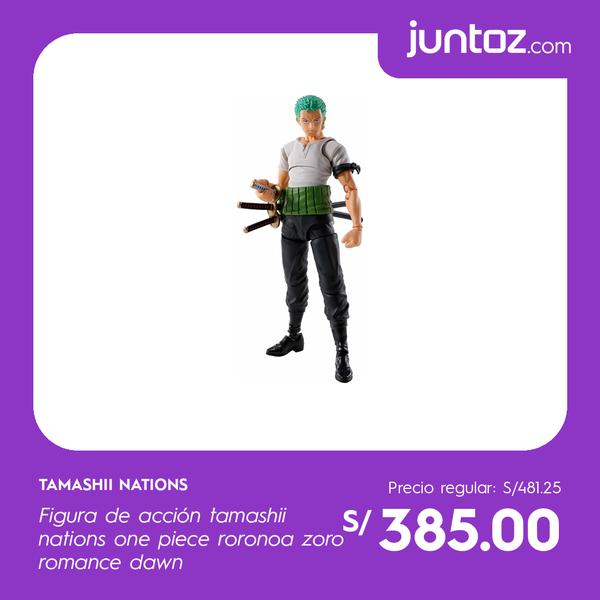 juntoz.com
TAMASHII NATIONS
Precio regular: S/481.25
Figura de acción tamashii
nations one piece roronoa zoro
romance dawn
S/ 385.00